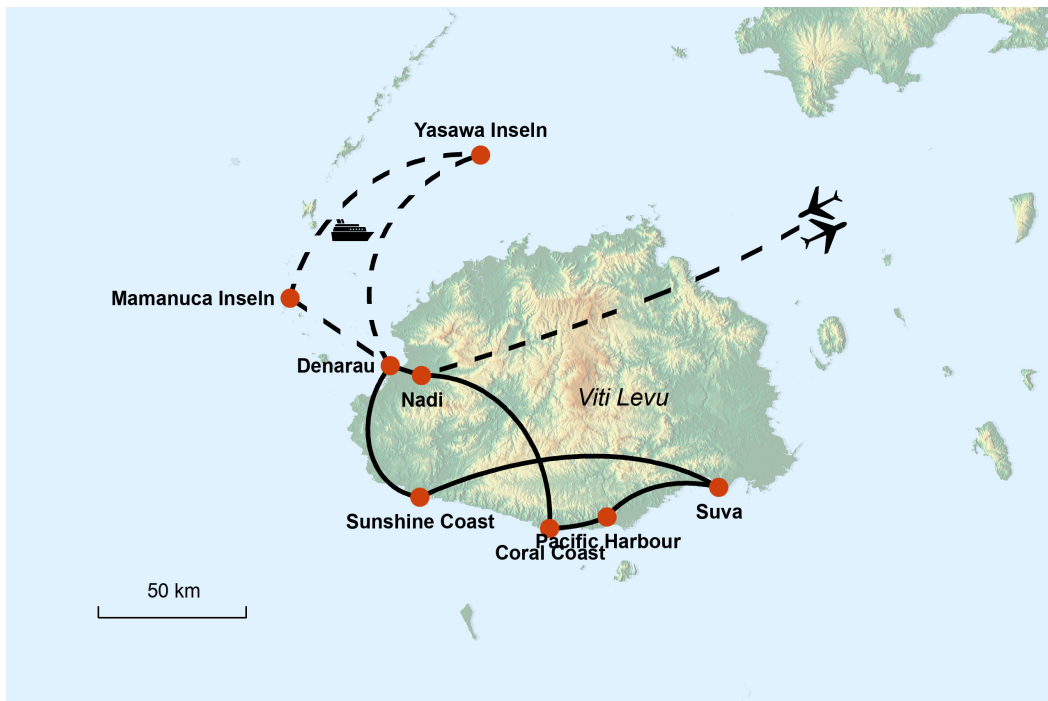 Yasawa Inseln
Mamanuca Inseln
Denarau
Nadi
Viti Levu
Sunshine Coast
Suva
Pacific Harbour
Coral Coast
50 km